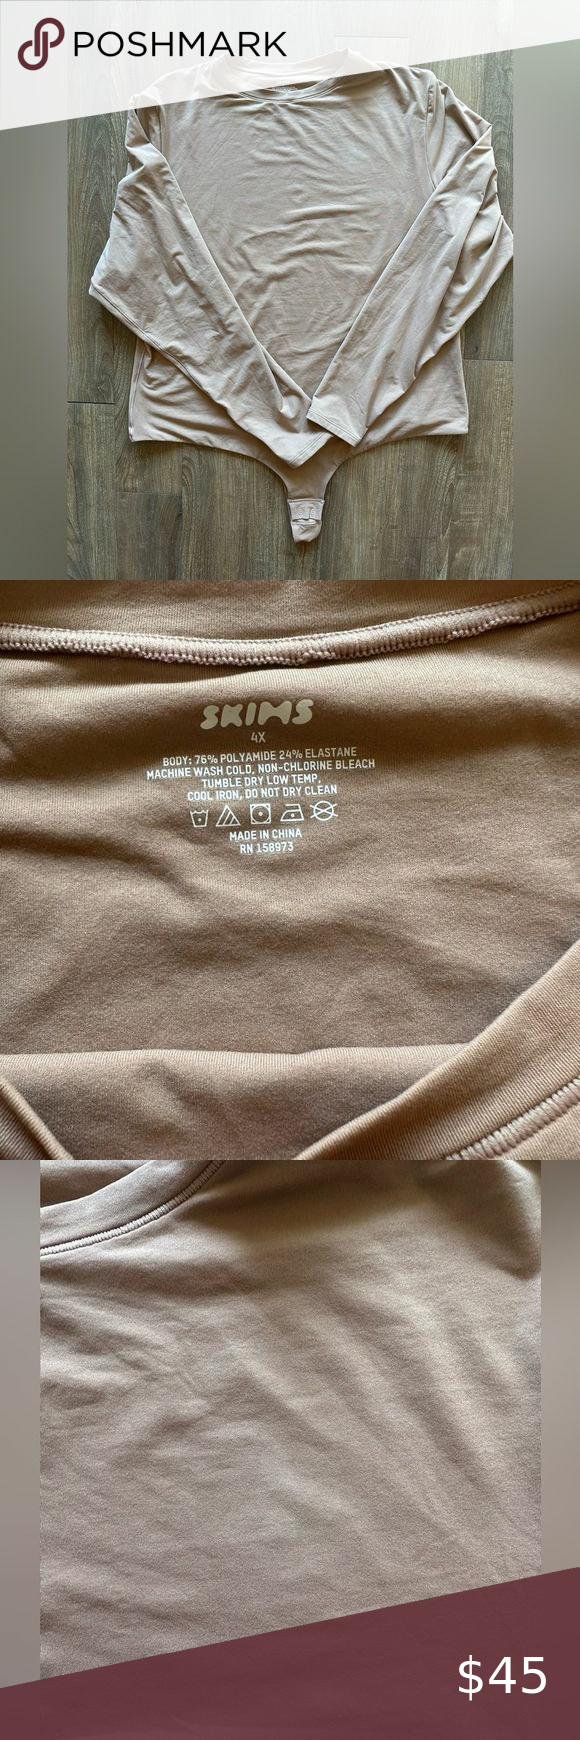 POSHMARK
SKIMS
4X
BODY: 76% POLYAMIDE 24% ELASTANE
MACHINE WASH COLD, NON-CHLORINE BLEACH
TUMBLE DRY LOW TEMP.
COOL IRON, DO NOT DRY CLEAN
MADE IN CHINA
RN 158973
$45